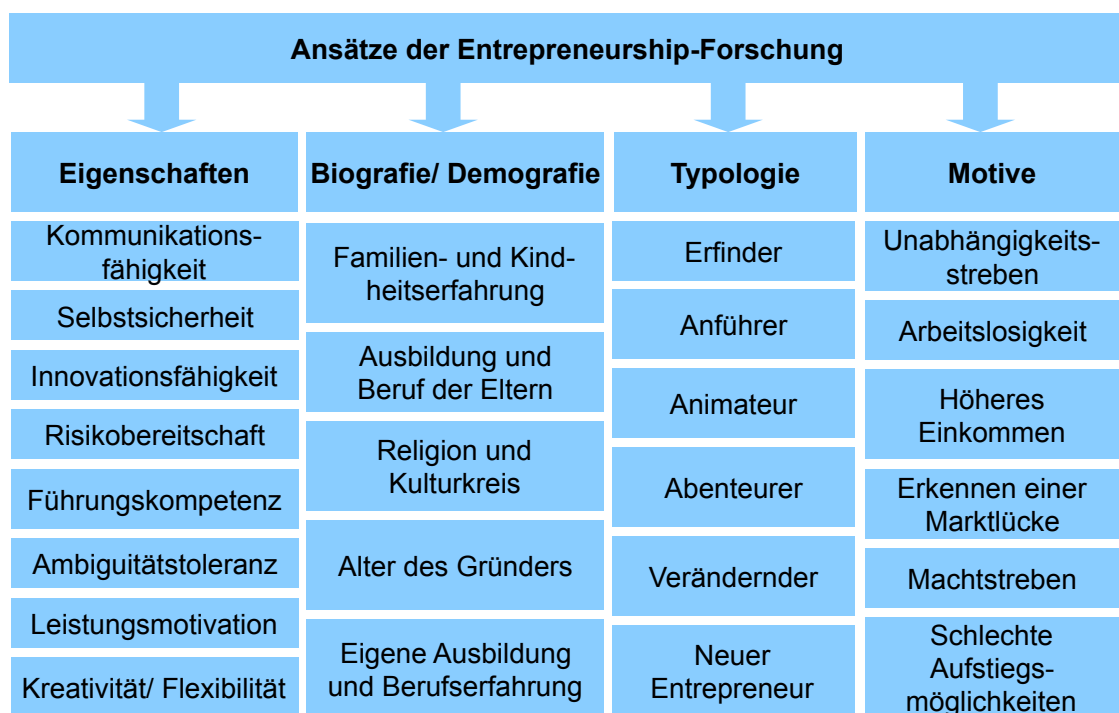 Ansätze der Entrepreneurship-Forschung
Eigenschaften
Kommunikations-
fähigkeit
Selbstsicherheit
Innovationsfähigkeit
Risikobereitschaft
Führungskompetenz
Ambiguitätstoleranz
Leistungsmotivation
Kreativität/ Flexibilität
Biografie/ Demografie
Familien- und Kind-
heitserfahrung
Ausbildung und
Beruf der Eltern
Religion und
Kulturkreis
Alter des Gründers
Eigene Ausbildung
und Berufserfahrung
Typologie
Erfinder
Anführer
Animateur
Abenteurer
Verändernder
Neuer
Entrepreneur
Motive
Unabhängigkeits-
streben
Arbeitslosigkeit
Höheres
Einkommen
Erkennen einer
Marktlücke
Machtstreben
Schlechte
Aufstiegs-
möglichkeiten